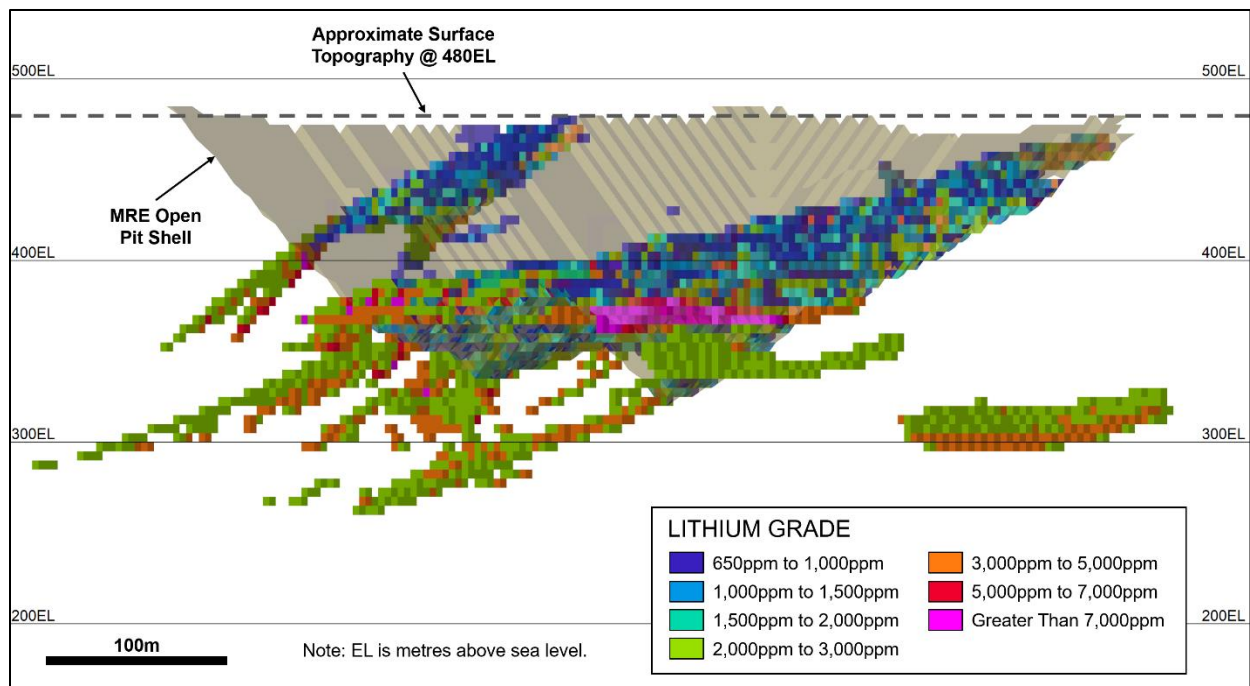 Approximate Surface
Topography @ 480EL
500EL
500EL
MRE Open
Pit Shell
400EL
400EL
300EL
300EL
LITHIUM GRADE
650ppm to 1,000ppm
3,000ppm to 5,000ppm
1,000ppm to 1,500ppm
5,000ppm to 7,000ppm
1,500ppm to 2,000ppm
Greater Than 7,000ppm
2,000ppm to 3,000ppm
200EL
200EL
100m
Note: EL is metres above sea level.